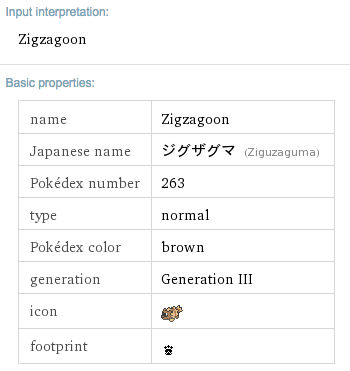 Input interpretation:
Zigzagoon
Basic properties:
name Zigzagoon
Japanese name ジグザグマ (Ziguzaguma)
Pokédex number 263
type normal
Pokédex color brown
generation Generation III
icon
footprint